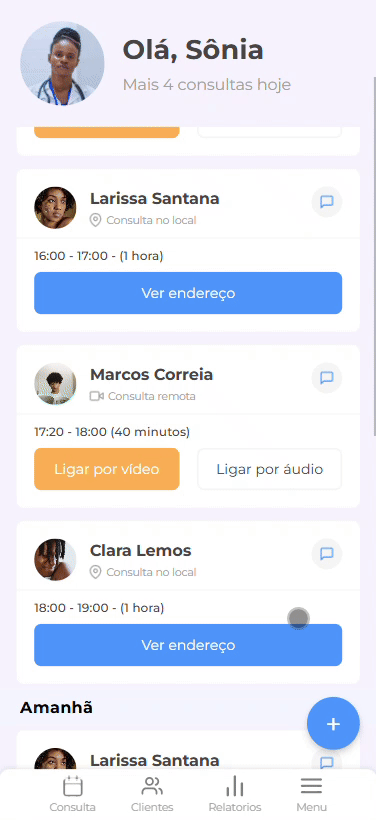 Olá, Sônia
Mais 4 consultas hoje
Larissa Santana
Consulta no local
16:00 - 17:00 - (1 hora)
Ver endereço
Marcos Correia
Consulta remota
17:20 - 18:00 (40 minutos)
Ligar por vídeo
Ligar por áudio
Clara Lemos
Consulta no local
18:00 - 19:00 - (1 hora)
Ver endereço
Amanhã
+
Larissa Santana
Consulta
Clientes
Relatorios
Menu